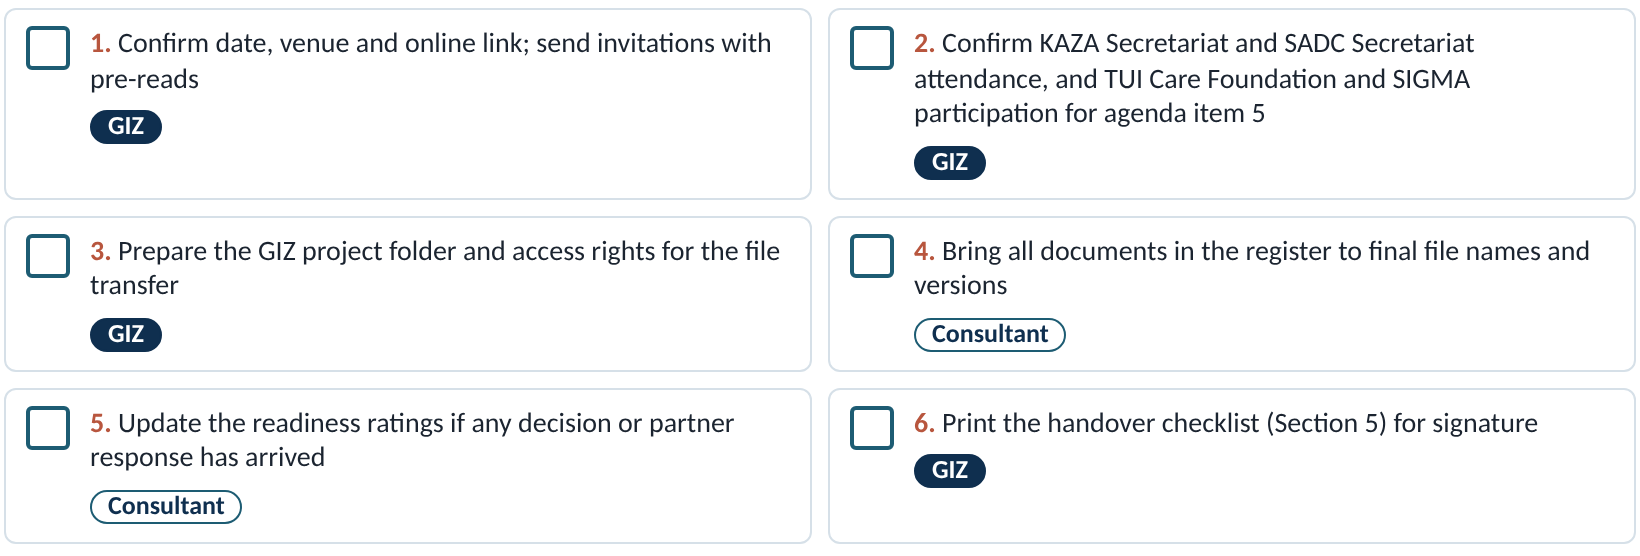 1. Confirm date, venue and online link; send invitations with
pre-reads
GIZ
2. Confirm KAZA Secretariat and SADC Secretariat
attendance, and TUI Care Foundation and SIGMA
participation for agenda item 5
GIZ
3. Prepare the GIZ project folder and access rights for the file
transfer
GIZ
4. Bring all documents in the register to final file names and
versions
Consultant
5. Update the readiness ratings if any decision or partner
response has arrived
Consultant
6. Print the handover checklist (Section 5) for signature
GIZ